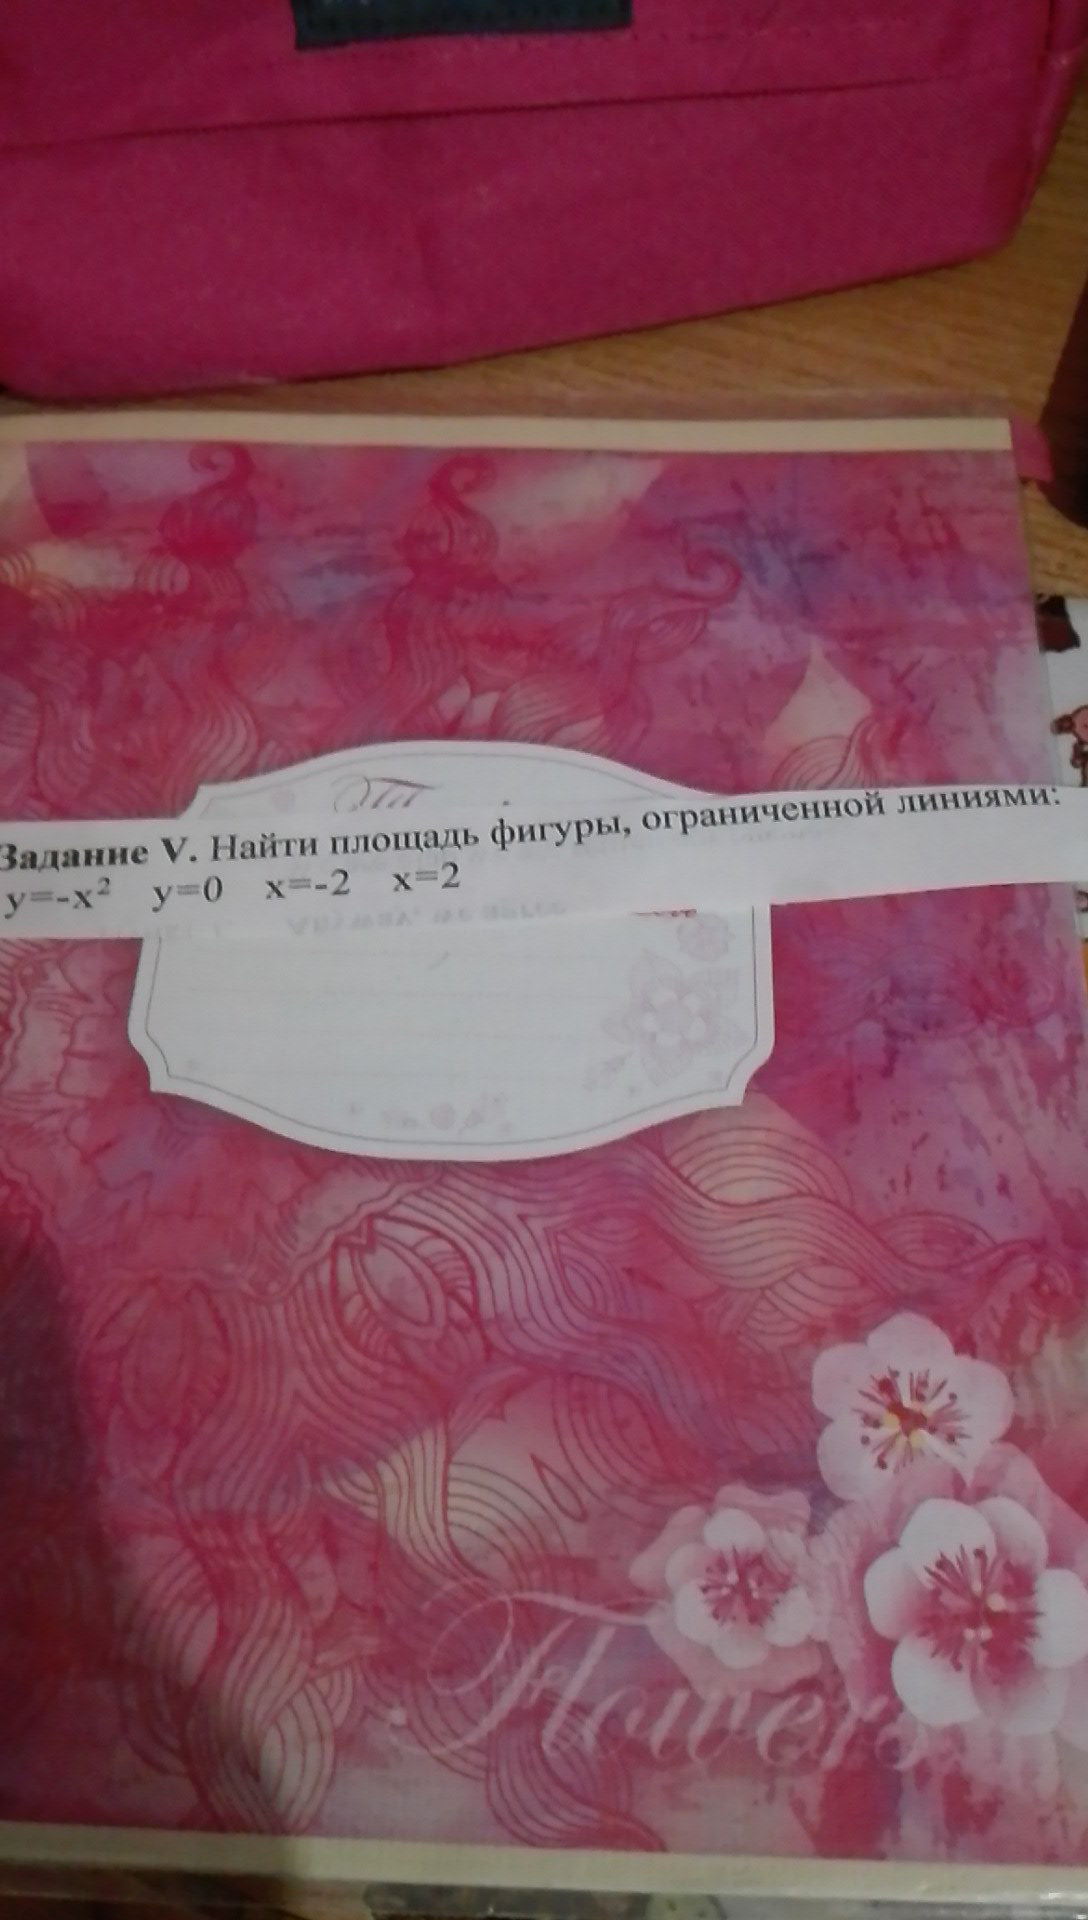 Задание V. Найти площадь фигуры, ограниченной линиями:
y=-x² y=0 x=-2 x=2
Flowers